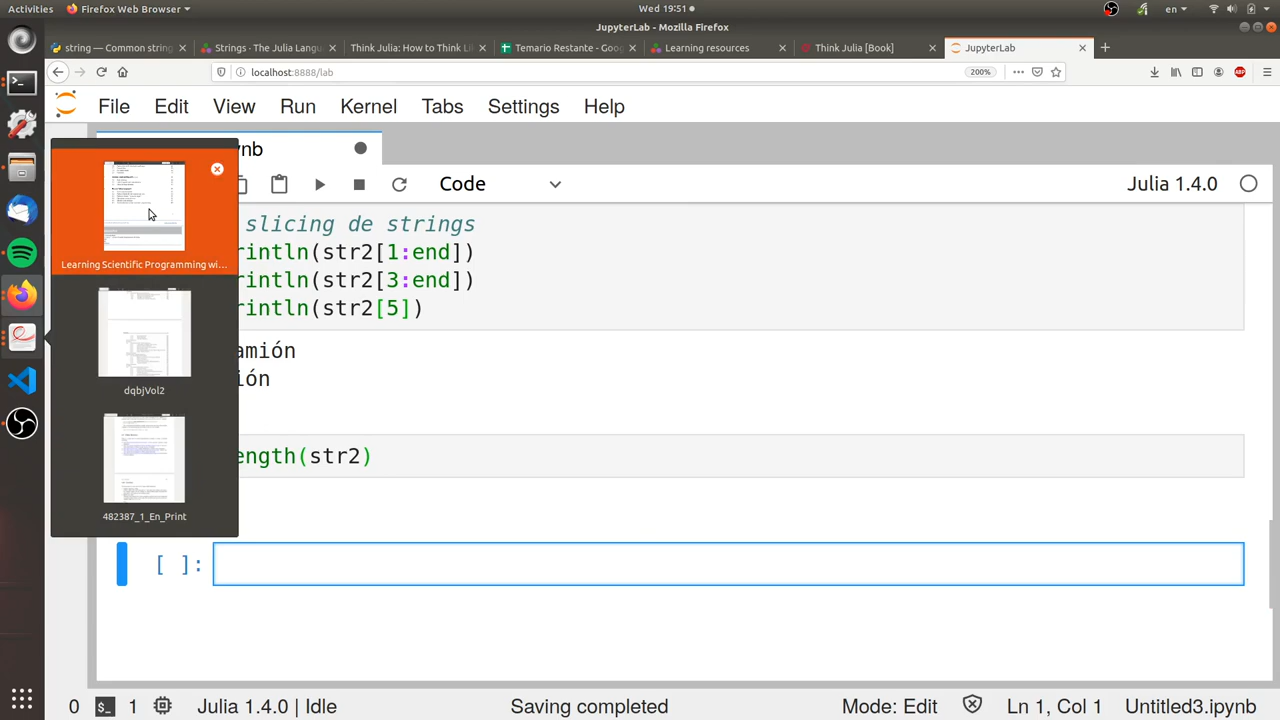 Activities
Firefox Web Browser
Wed 19:51
en
JupyterLab - Mozilla Firefox
string — Common string
Strings · The Julia Langu
Think Julia: How to Think Li
Temario Restante - Goog
Learning resources
Think Julia [Book]
JupyterLab
localhost:8888/lab
200%
ABP
File Edit View Run Kernel Tabs Settings Help
nb
Code
Julia 1.4.0
slicing de strings
rintln(str2[1:end])
rintln(str2[3:end])
rintln(str2[5])
amión
ión
ength(str2)
[ ]:
Learning Scientific Programming wi...
dqbjVol2
482387_1_En_Print
0
1
Julia 1.4.0 | Idle
Saving completed
Mode: Edit
Ln 1, Col 1
Untitled3.ipynb